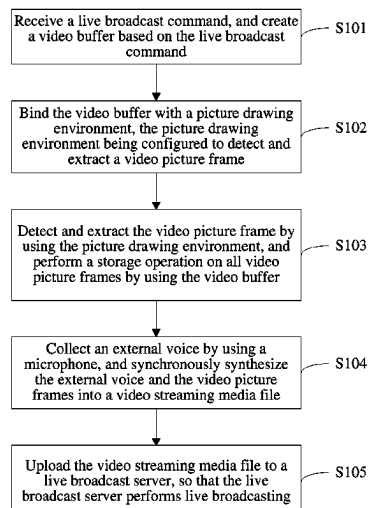 Receive a live broadcast command, and create
a video buffer based on the live broadcast
command
S101
Bind the video buffer with a picture drawing
environment, the picture drawing
environment being configured to detect and
extract a video picture frame
S102
Detect and extract the video picture frame by
using the picture drawing environment, and
perform a storage operation on all video
picture frames by using the video buffer
S103
Collect an external voice by using a
microphone, and synchronously synthesize
the external voice and the video picture
frames into a video streaming media file
S104
Upload the video streaming media file to a
live broadcast server, so that the live
broadcast server performs live broadcasting
S105